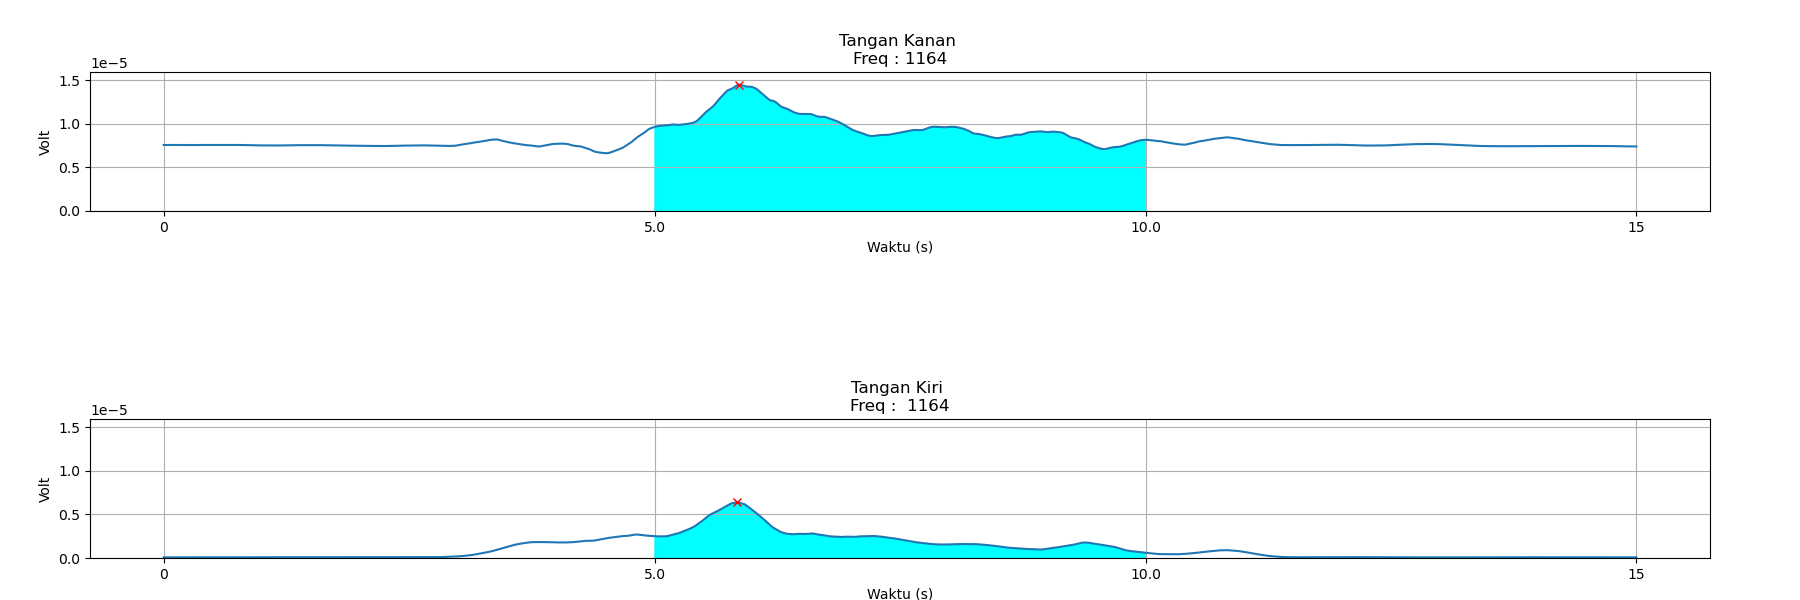 Tangan Kanan
Freq : 1164
1e−5
1.5
1.0
0.5
0.0
Volt
0 5.0 10.0 15
Waktu (s)
Tangan Kiri
Freq :  1164
1e−5
1.5
1.0
0.5
0.0
Volt
0 5.0 10.0 15
Waktu (s)